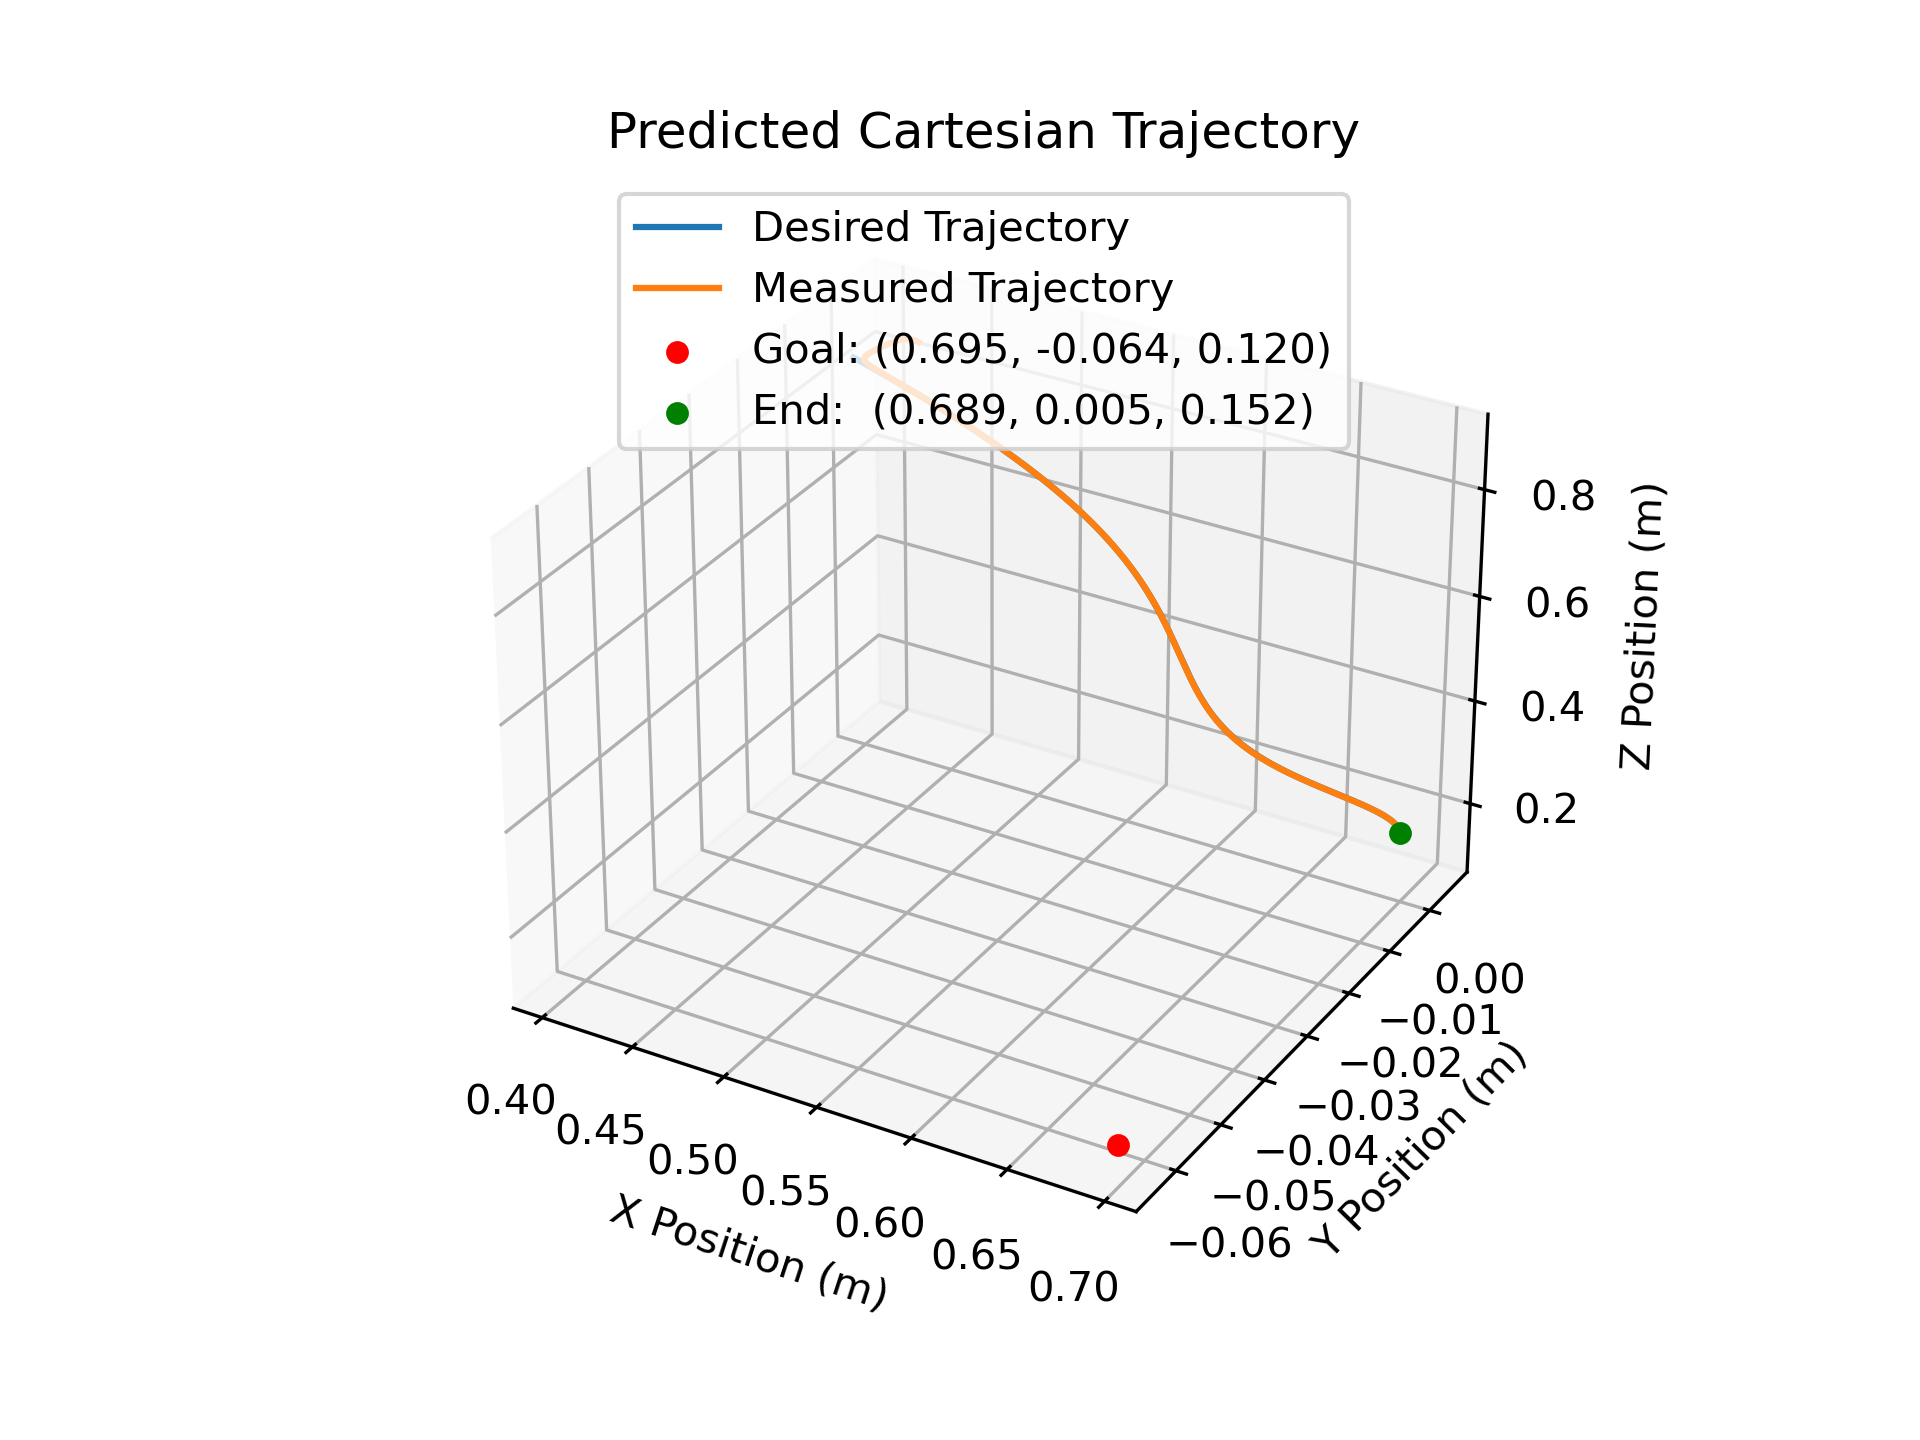 Predicted Cartesian Trajectory
Desired Trajectory
Measured Trajectory
Goal: (0.695, -0.064, 0.120)
End:  (0.689, 0.005, 0.152)
0.8
0.6
0.4
0.2
Z Position (m)
0.00
−0.01
−0.02
−0.03
−0.04
−0.05
−0.06
Y Position (m)
0.40
0.45
0.50
0.55
0.60
0.65
0.70
X Position (m)